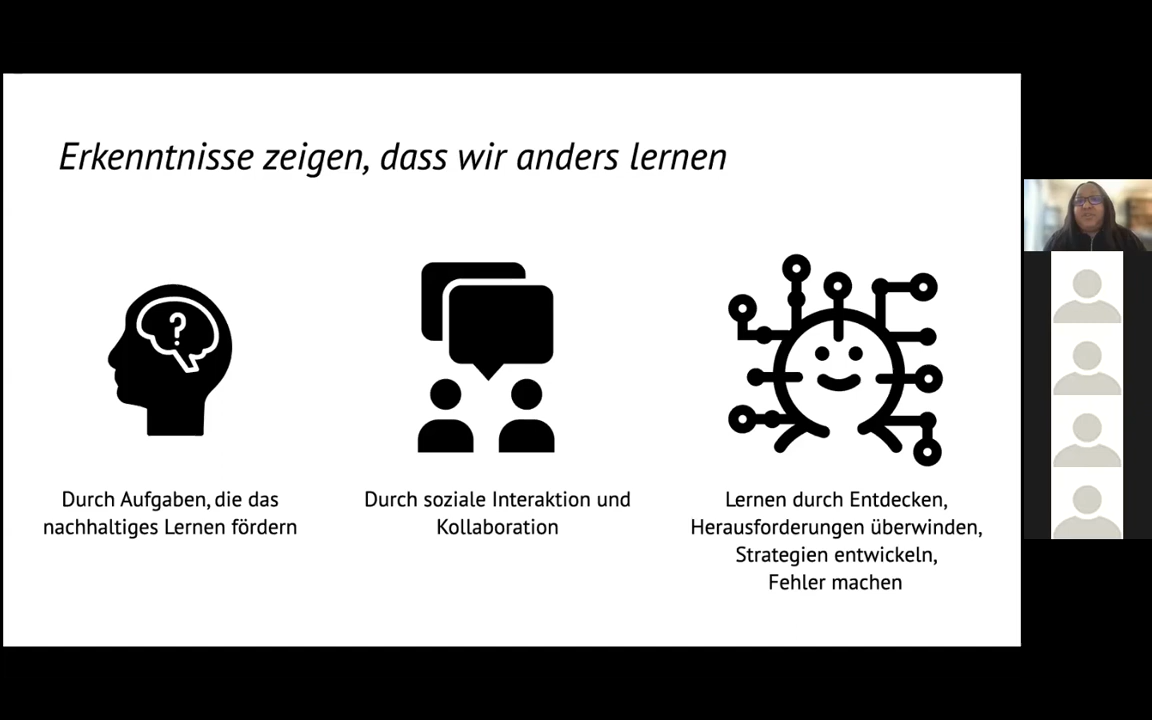 Erkenntnisse zeigen, dass wir anders lernen
?
Durch Aufgaben, die das
nachhaltiges Lernen fördern
Durch soziale Interaktion und
Kollaboration
Lernen durch Entdecken,
Herausforderungen überwinden,
Strategien entwickeln,
Fehler machen